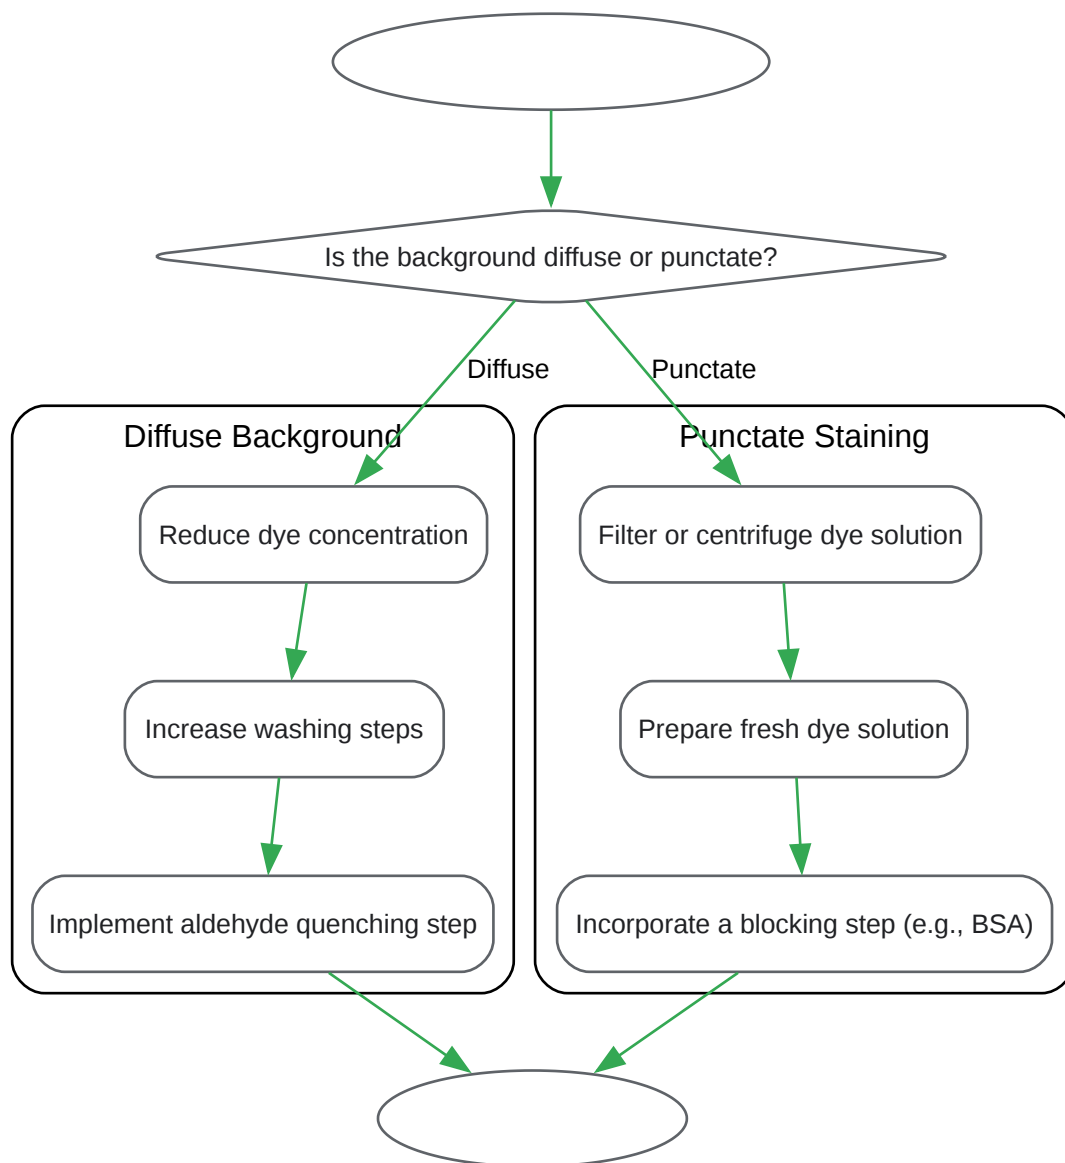 Is the background diffuse or punctate?
Diffuse
Punctate
Diffuse Background
Reduce dye concentration
Increase washing steps
Implement aldehyde quenching step
Punctate Staining
Filter or centrifuge dye solution
Prepare fresh dye solution
Incorporate a blocking step (e.g., BSA)